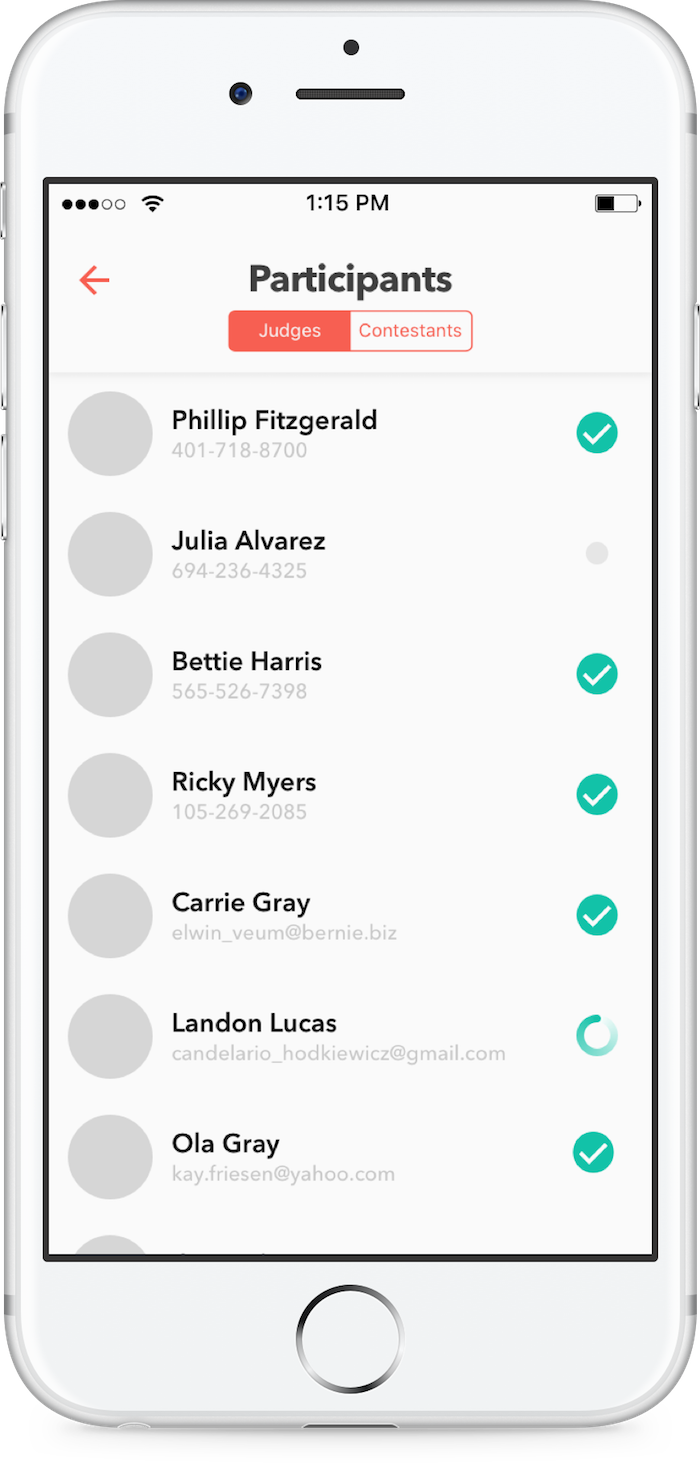 1:15 PM
Participants
Judges Contestants
Phillip Fitzgerald
401-718-8700
Julia Alvarez
694-236-4325
Bettie Harris
565-526-7398
Ricky Myers
105-269-2085
Carrie Gray
elwin_veum@bernie.biz
Landon Lucas
candelario_hodkiewicz@gmail.com
Ola Gray
kay.friesen@yahoo.com